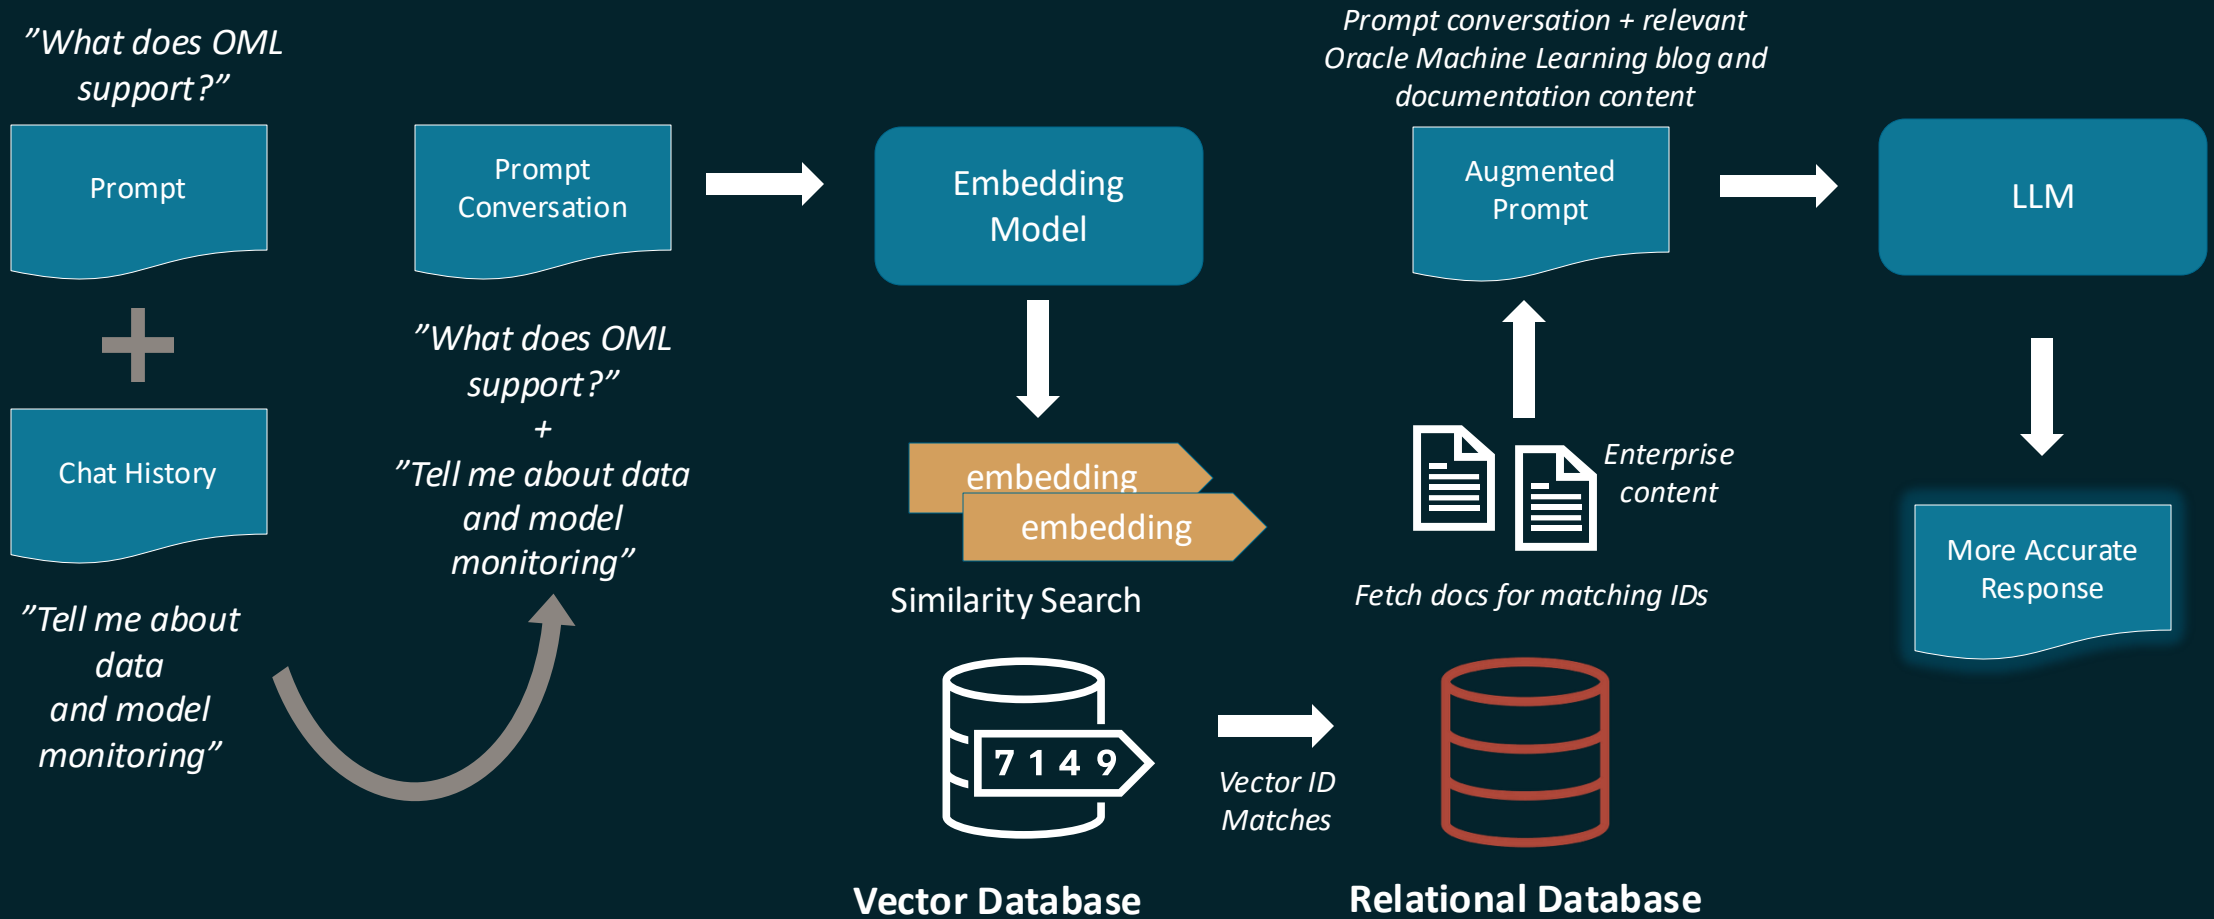 ”What does OML
support?”
Prompt
Chat History
”Tell me about
data
and model
monitoring”
Prompt
Conversation
”What does OML
support?”
+
”Tell me about data
and model
monitoring”
Embedding
Model
embedding
embedding
Similarity Search
7 1 4 9
Vector Database
Vector ID
Matches
Prompt conversation + relevant
Oracle Machine Learning blog and
documentation content
Augmented
Prompt
Enterprise
content
Fetch docs for matching IDs
Relational Database
LLM
More Accurate
Response